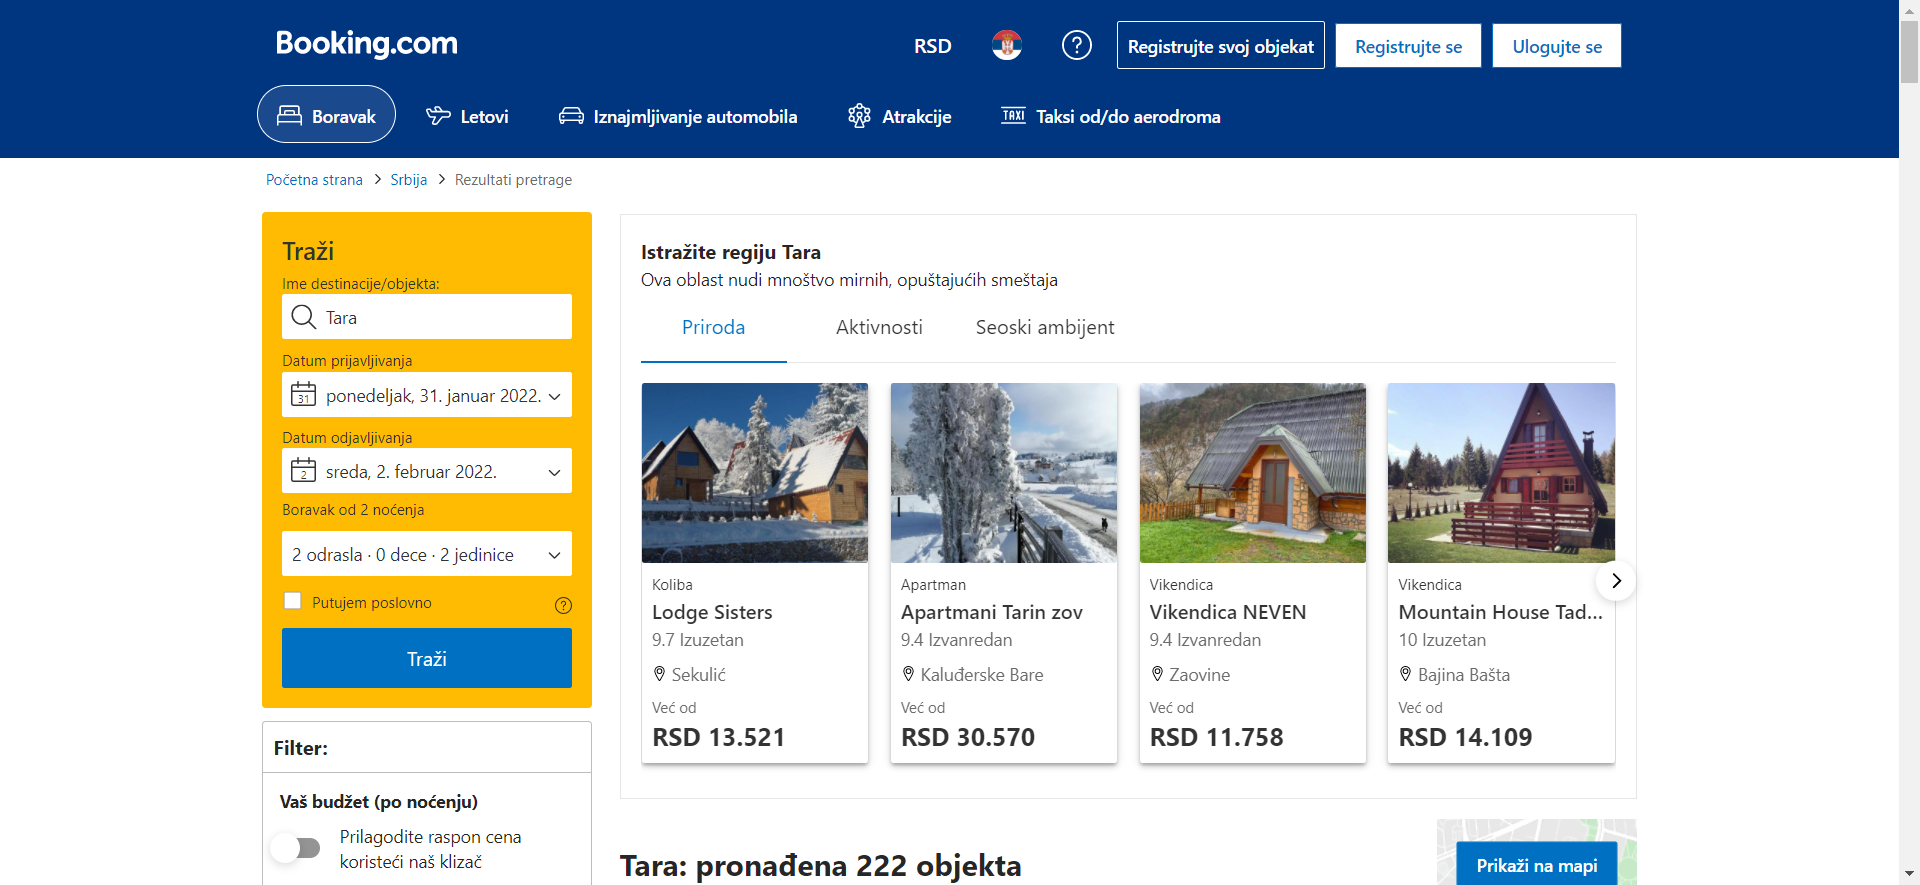 Booking.com
RSD
?
Registrujte svoj objekat
Registrujte se
Ulogujte se
Boravak
Letovi
Iznajmljivanje automobila
Atrakcije
TAXI
Taksi od/do aerodroma
Početna strana
Srbija
Rezultati pretrage
Traži
Ime destinacije/objekta:
Tara
Datum prijavljivanja
31
ponedeljak, 31. januar 2022.
Datum odjavljivanja
2
sreda, 2. februar 2022.
Boravak od 2 noćenja
2 odrasla · 0 dece · 2 jedinice
Putujem poslovno
?
Traži
Filter:
Vaš budžet (po noćenju)
Prilagodite raspon cena
koristeći naš klizač
Istražite regiju Tara
Ova oblast nudi mnoštvo mirnih, opuštajućih smeštaja
Priroda
Aktivnosti
Seoski ambijent
Koliba
Lodge Sisters
9.7 Izuzetan
Sekulić
Već od
RSD 13.521
Apartman
Apartmani Tarin zov
9.4 Izvanredan
Kaluđerske Bare
Već od
RSD 30.570
Vikendica
Vikendica NEVEN
9.4 Izvanredan
Zaovine
Već od
RSD 11.758
Vikendica
Mountain House Tad...
10 Izuzetan
Bajina Bašta
Već od
RSD 14.109
Tara: pronađena 222 objekta
Prikaži na mapi